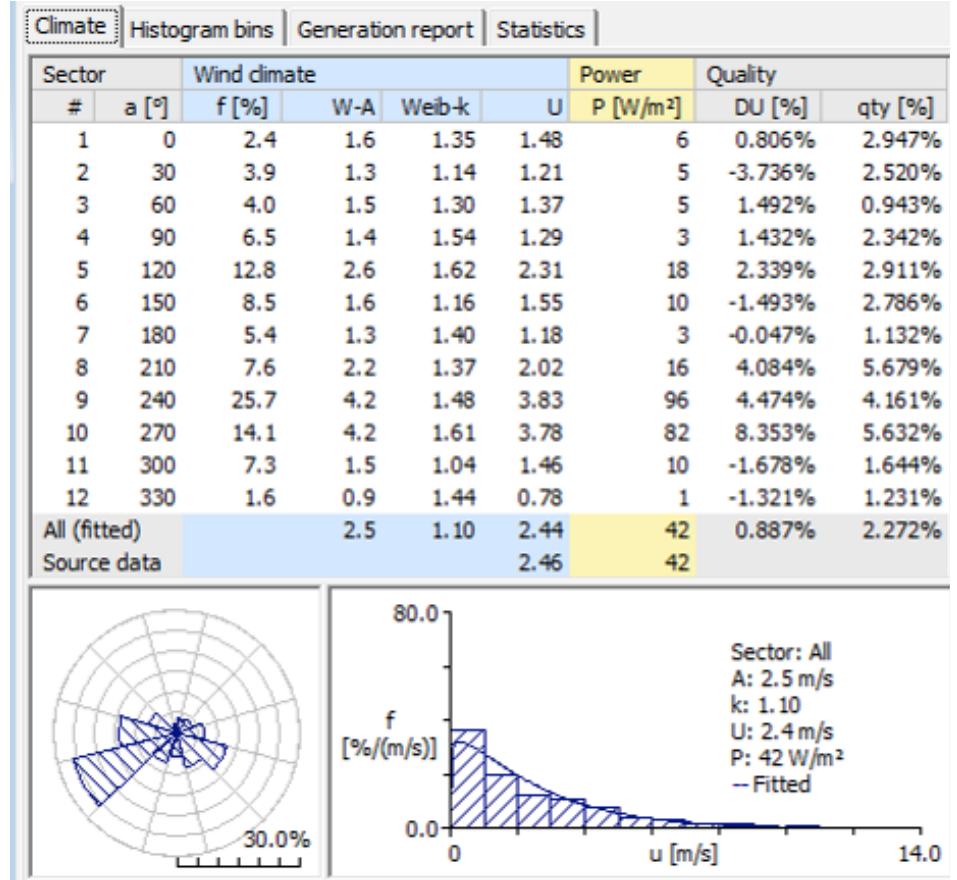 Climate Histogram bins Generation report Statistics
Sector Wind climate Power Quality
# a [°] f [%] W-A Weib-k U P [W/m²] DU [%] qty [%]
1 0 2.4 1.6 1.35 1.48 6 0.806% 2.947%
2 30 3.9 1.3 1.14 1.21 5 -3.736% 2.520%
3 60 4.0 1.5 1.30 1.37 5 1.492% 0.943%
4 90 6.5 1.4 1.54 1.29 3 1.432% 2.342%
5 120 12.8 2.6 1.62 2.31 18 2.339% 2.911%
6 150 8.5 1.6 1.16 1.55 10 -1.493% 2.786%
7 180 5.4 1.3 1.40 1.18 3 -0.047% 1.132%
8 210 7.6 2.2 1.37 2.02 16 4.084% 5.679%
9 240 25.7 4.2 1.48 3.83 96 4.474% 4.161%
10 270 14.1 4.2 1.61 3.78 82 8.353% 5.632%
11 300 7.3 1.5 1.04 1.46 10 -1.678% 1.644%
12 330 1.6 0.9 1.44 0.78 1 -1.321% 1.231%
All (fitted) 2.5 1.10 2.44 42 0.887% 2.272%
Source data 2.46 42
30.0%
80.0
f
[%/(m/s)]
0.0
0 u [m/s] 14.0
Sector: All
A: 2.5 m/s
k: 1.10
U: 2.4 m/s
P: 42 W/m²
-- Fitted